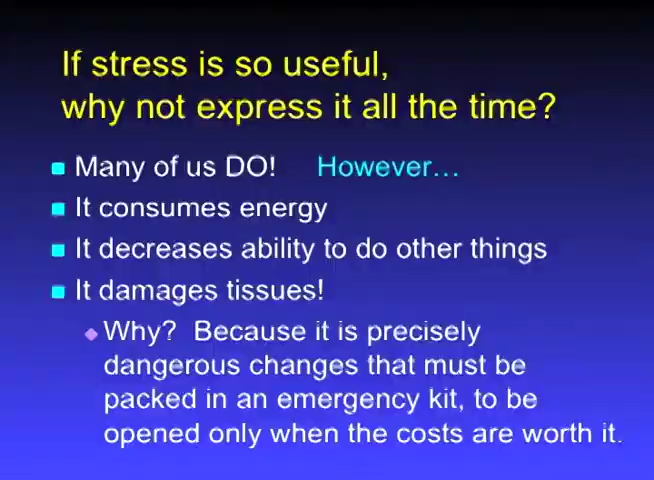 If stress is so useful,
why not express it all the time?
Many of us DO! However…
It consumes energy
It decreases ability to do other things
It damages tissues!
Why? Because it is precisely
dangerous changes that must be
packed in an emergency kit, to be
opened only when the costs are worth it.